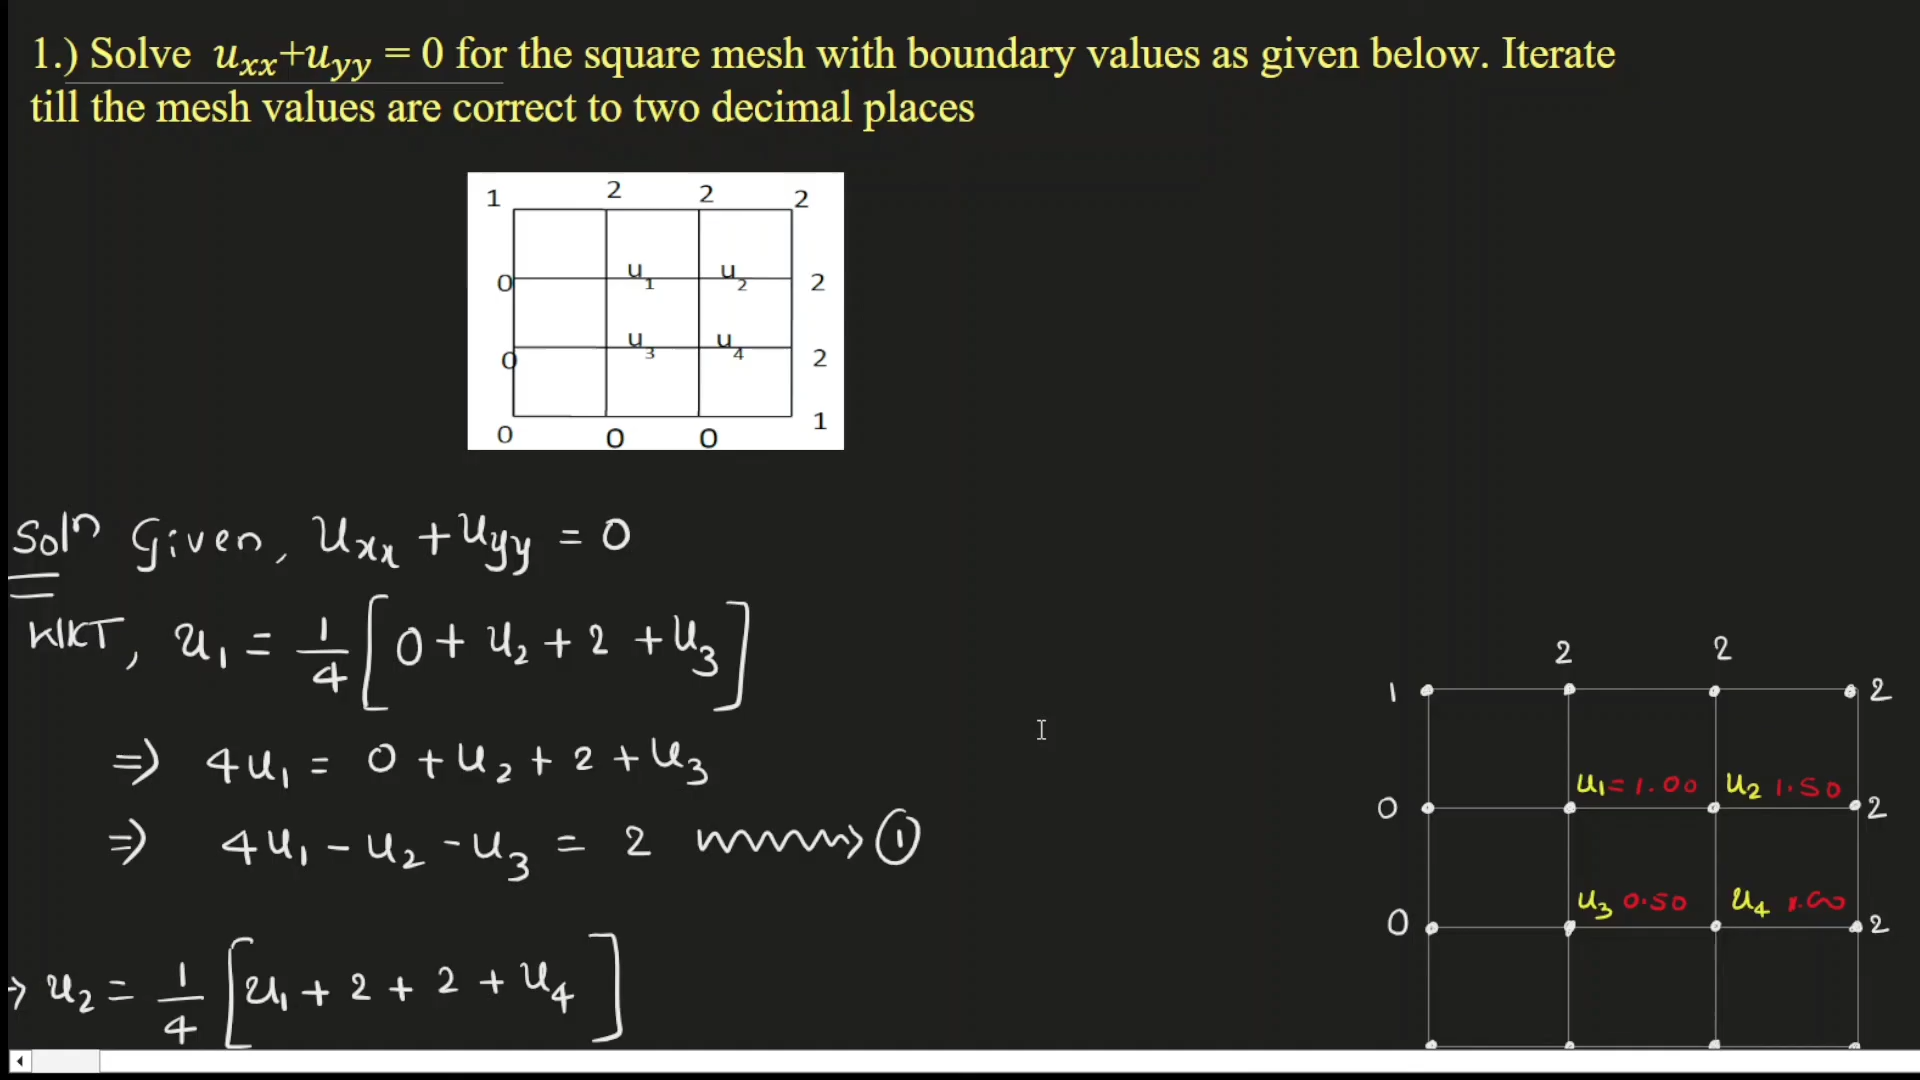 1.) Solve uₓₓ+uᵧᵧ = 0 for the square mesh with boundary values as given below. Iterate
till the mesh values are correct to two decimal places
1 2 2 2
0 u₁ u₂ 2
0 u₃ u₄ 2
0 0 0 1
Solⁿ Given, uₓₓ + uᵧᵧ = 0
WKT, u₁ = 1/4 [0 + u₂ + 2 + u₃]
⇒ 4u₁ = 0 + u₂ + 2 + u₃
⇒ 4u₁ - u₂ - u₃ = 2 → ①
→ u₂ = 1/4 [u₁ + 2 + 2 + u₄]
2 2
1 2
u₁ = 1.00 u₂ 1.50
0 2
u₃ 0.50 u₄ 1.00
0 2